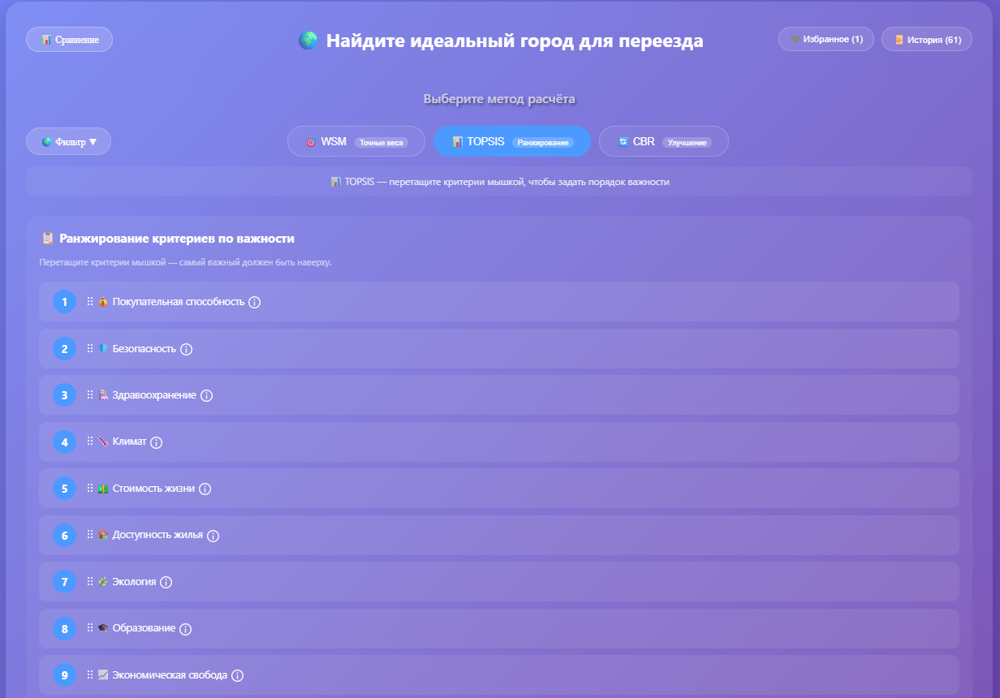 Сравнение
Найдите идеальный город для переезда
Избранное (1)
История (61)
Выберите метод расчёта
Фильтр ▼
WSM Точные веса
TOPSIS Ранжирование
CBR Улучшение
TOPSIS — перетащите критерии мышкой, чтобы задать порядок важности
Ранжирование критериев по важности
Перетащите критерии мышкой — самый важный должен быть наверху.
1 Покупательная способность
2 Безопасность
3 Здравоохранение
4 Климат
5 Стоимость жизни
6 Доступность жилья
7 Экология
8 Образование
9 Экономическая свобода